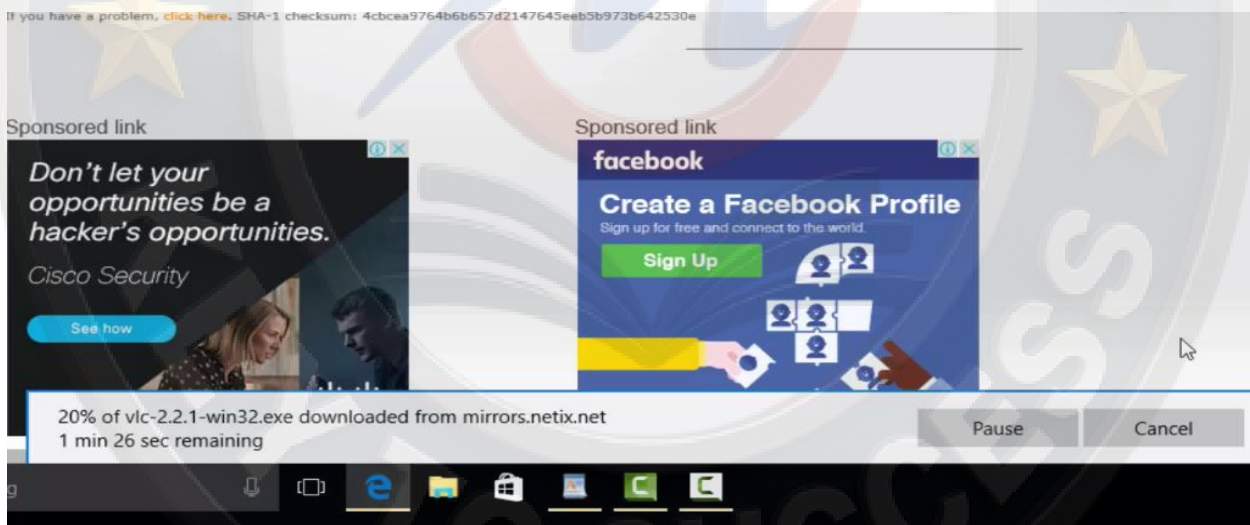 If you have a problem, click here. SHA-1 checksum: 4cbcea9764b6b657d2147645eeb5b973b642530e
Sponsored link
Don't let your
opportunities be a
hacker's opportunities.
Cisco Security
See how
Sponsored link
facebook
Create a Facebook Profile
Sign up for free and connect to the world.
Sign Up
20% of vlc-2.2.1-win32.exe downloaded from mirrors.netix.net
1 min 26 sec remaining
Pause
Cancel
SUCCESS